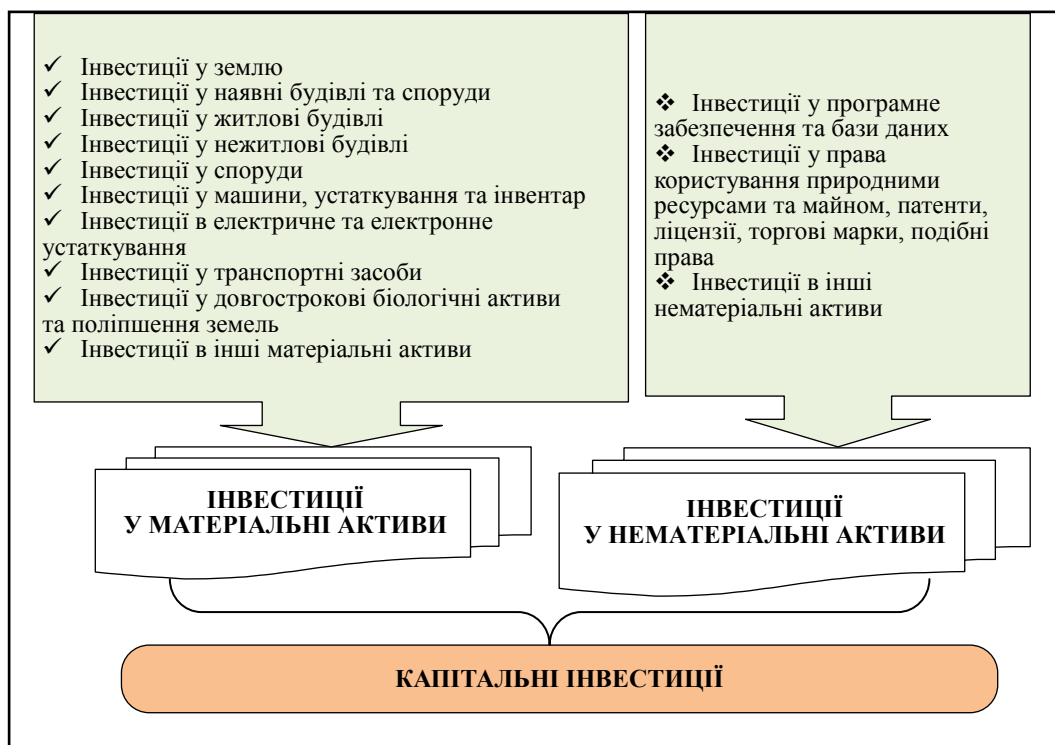 ✓ Інвестиції у землю
✓ Інвестиції у наявні будівлі та споруди
✓ Інвестиції у житлові будівлі
✓ Інвестиції у нежитлові будівлі
✓ Інвестиції у споруди
✓ Інвестиції у машини, устаткування та інвентар
✓ Інвестиції в електричне та електронне
устаткування
✓ Інвестиції у транспортні засоби
✓ Інвестиції у довгострокові біологічні активи
та поліпшення земель
✓ Інвестиції в інші матеріальні активи
❖ Інвестиції у програмне
забезпечення та бази даних
❖ Інвестиції у права
користування природними
ресурсами та майном, патенти,
ліцензії, торгові марки, подібні
права
❖ Інвестиції в інші
нематеріальні активи
ІНВЕСТИЦІЇ
У МАТЕРІАЛЬНІ АКТИВИ
ІНВЕСТИЦІЇ
У НЕМАТЕРІАЛЬНІ АКТИВИ
КАПІТАЛЬНІ ІНВЕСТИЦІЇ